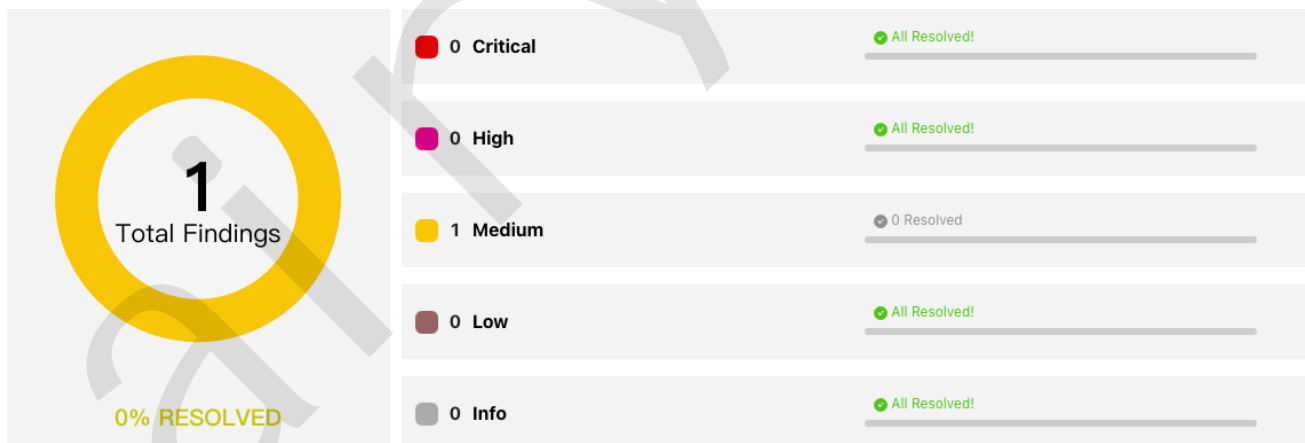 1
Total Findings
0% RESOLVED
0 Critical
All Resolved!
0 High
All Resolved!
1 Medium
0 Resolved
0 Low
All Resolved!
0 Info
All Resolved!